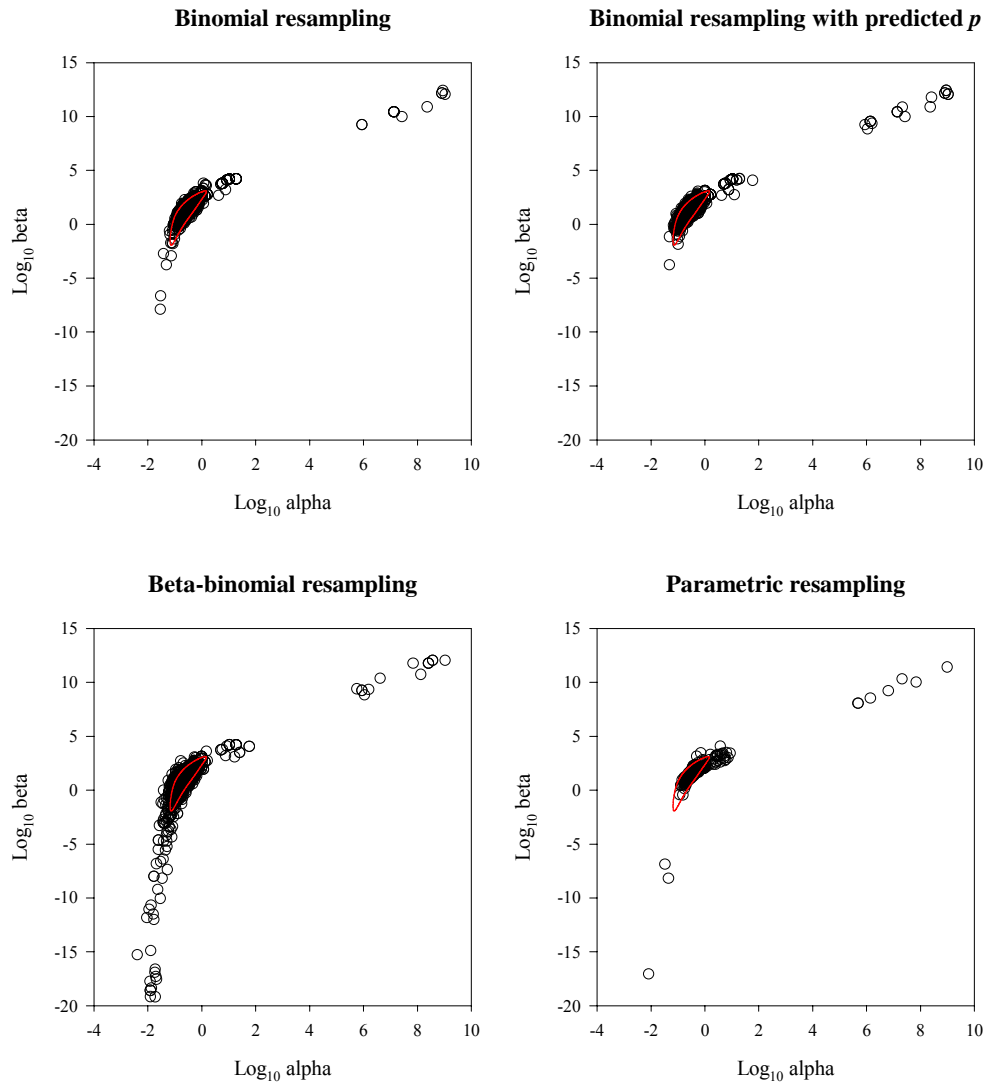 Binomial resampling
Binomial resampling with predicted p
15
10
5
0
-5
-10
-15
-20
-4 -2 0 2 4 6 8 10
Log10 alpha
Log10 beta
15
10
5
0
-5
-10
-15
-20
-4 -2 0 2 4 6 8 10
Log10 alpha
Log10 beta
Beta-binomial resampling
Parametric resampling
15
10
5
0
-5
-10
-15
-20
-4 -2 0 2 4 6 8 10
Log10 alpha
Log10 beta
15
10
5
0
-5
-10
-15
-20
-4 -2 0 2 4 6 8 10
Log10 alpha
Log10 beta